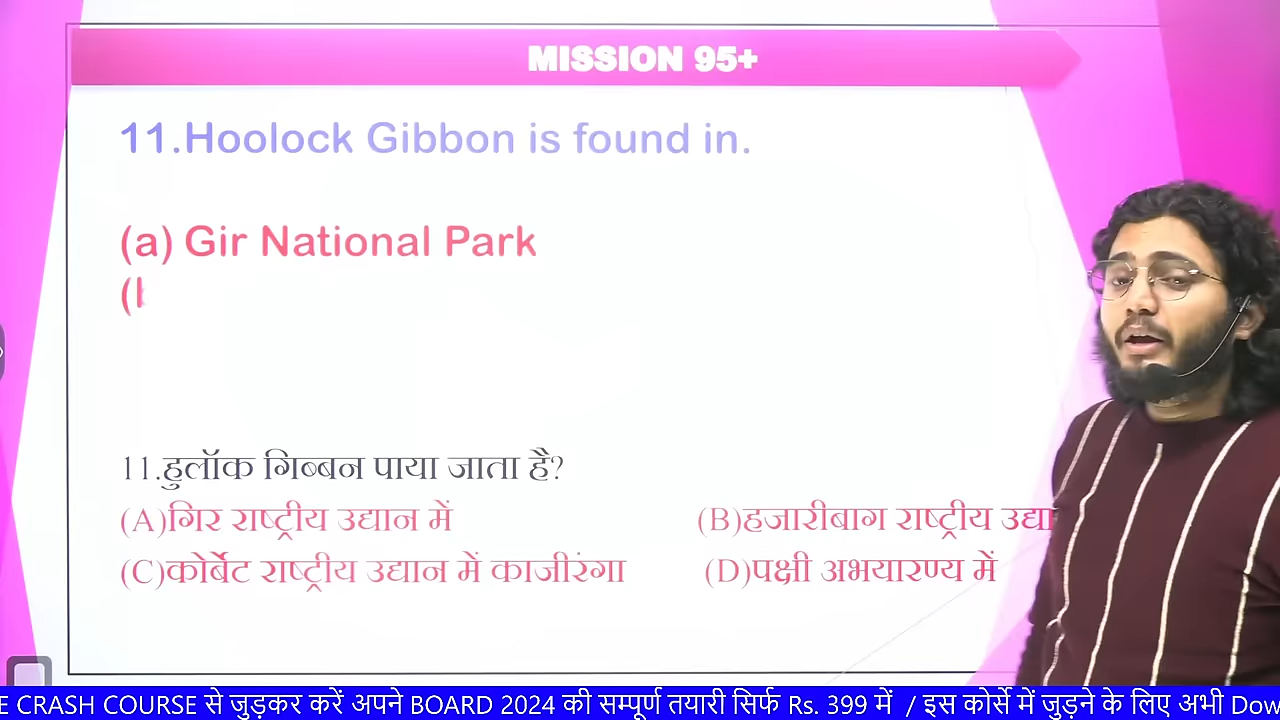 MISSION 95+
11.Hoolock Gibbon is found in.
(a) Gir National Park
(
11.हुलॉक गिब्बन पाया जाता है?
(A)गिर राष्ट्रीय उद्यान में (B)हजारीबाग राष्ट्रीय
(C)कोर्बेट राष्ट्रीय उद्यान में काजीरंगा (D)पक्षी अभयारण्य में
E CRASH COURSE से जुड़कर करें अपने BOARD 2024 की सम्पूर्ण तयारी सिर्फ Rs. 399 में / इस कोर्से में जुड़ने के लिए अभी